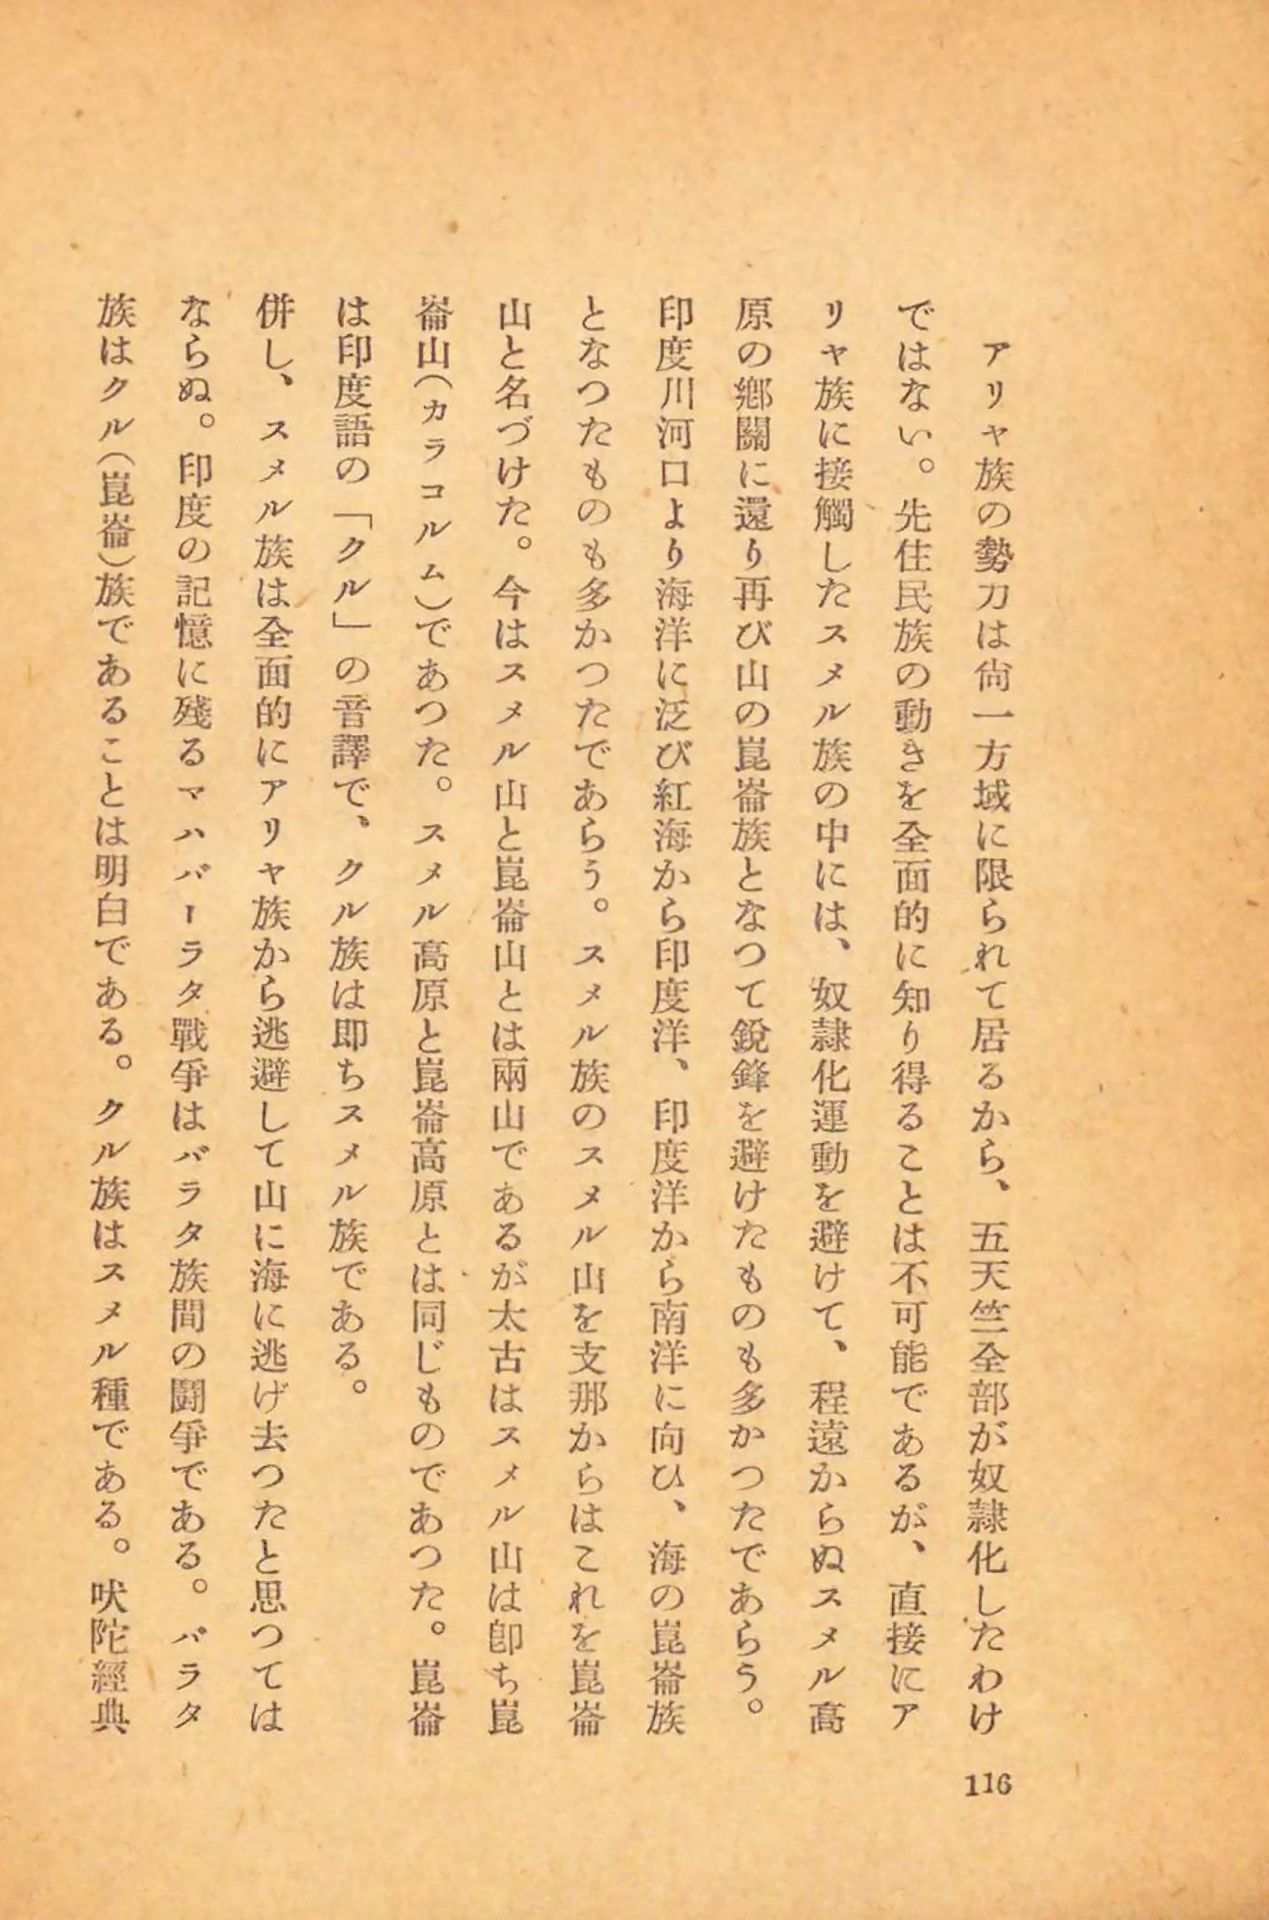 アリヤ族の勢力は尙一方域に限られて居るから、五天竺全部が奴隷化したわけ
ではない。先住民族の動きを全面的に知り得ることは不可能であるが、直接にア
リヤ族に接觸したスメル族の中には、奴隷化運動を避けて、程遠からぬスメル高
原の鄕關に還り再び山の崑崙族となつて銳鋒を避けたものも多かつたであらう。
印度川河口より海洋に泛び紅海から印度洋、印度洋から南洋に向ひ、海の崑崙族
となつたものも多かつたであらう。スメル族のスメル山を支那からはこれを崑崙
山と名づけた。今はスメル山と崑崙山とは兩山であるが太古はスメル山は卽ち崑
崙山(カラコルム)であつた。スメル高原と崑崙高原とは同じものであつた。崑崙
は印度語の「クル」の音譯で、クル族は卽ちスメル族である。
併し、スメル族は全面的にアリヤ族から逃避して山に海に逃げ去つたと思つては
ならぬ。印度の記憶に殘るマハバーラタ戰爭はバラタ族間の鬪爭である。バラタ
族はクル(崑崙)族であることは明白である。クル族はスメル種である。吠陀經典
116